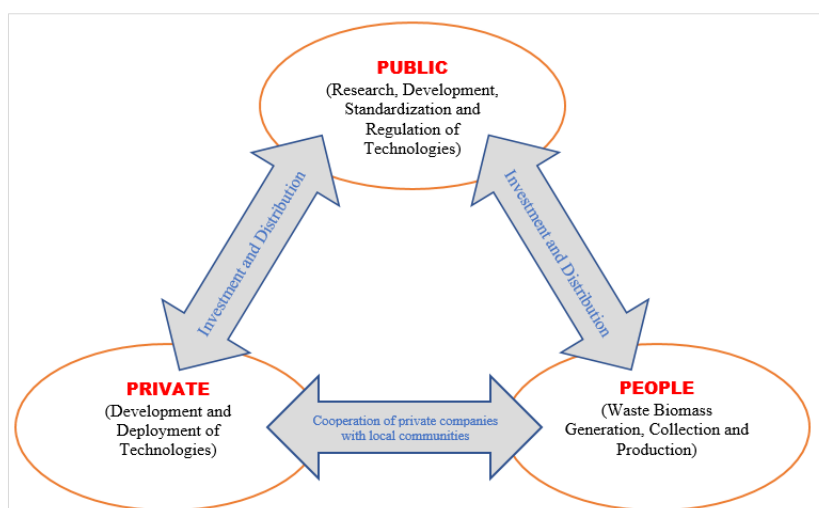 PUBLIC
(Research, Development,
Standardization and
Regulation of
Technologies)
Investment and Distribution
Investment and Distribution
PRIVATE
(Development and
Deployment of
Technologies)
Cooperation of private companies
with local communities
PEOPLE
(Waste Biomass
Generation, Collection and
Production)